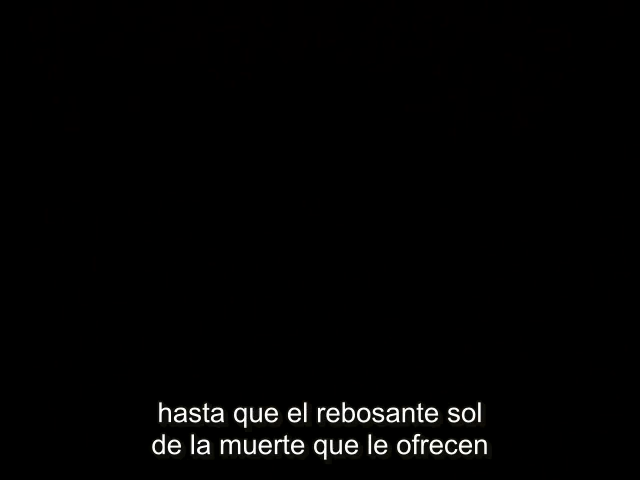 hasta que el rebosante sol
de la muerte que le ofrecen